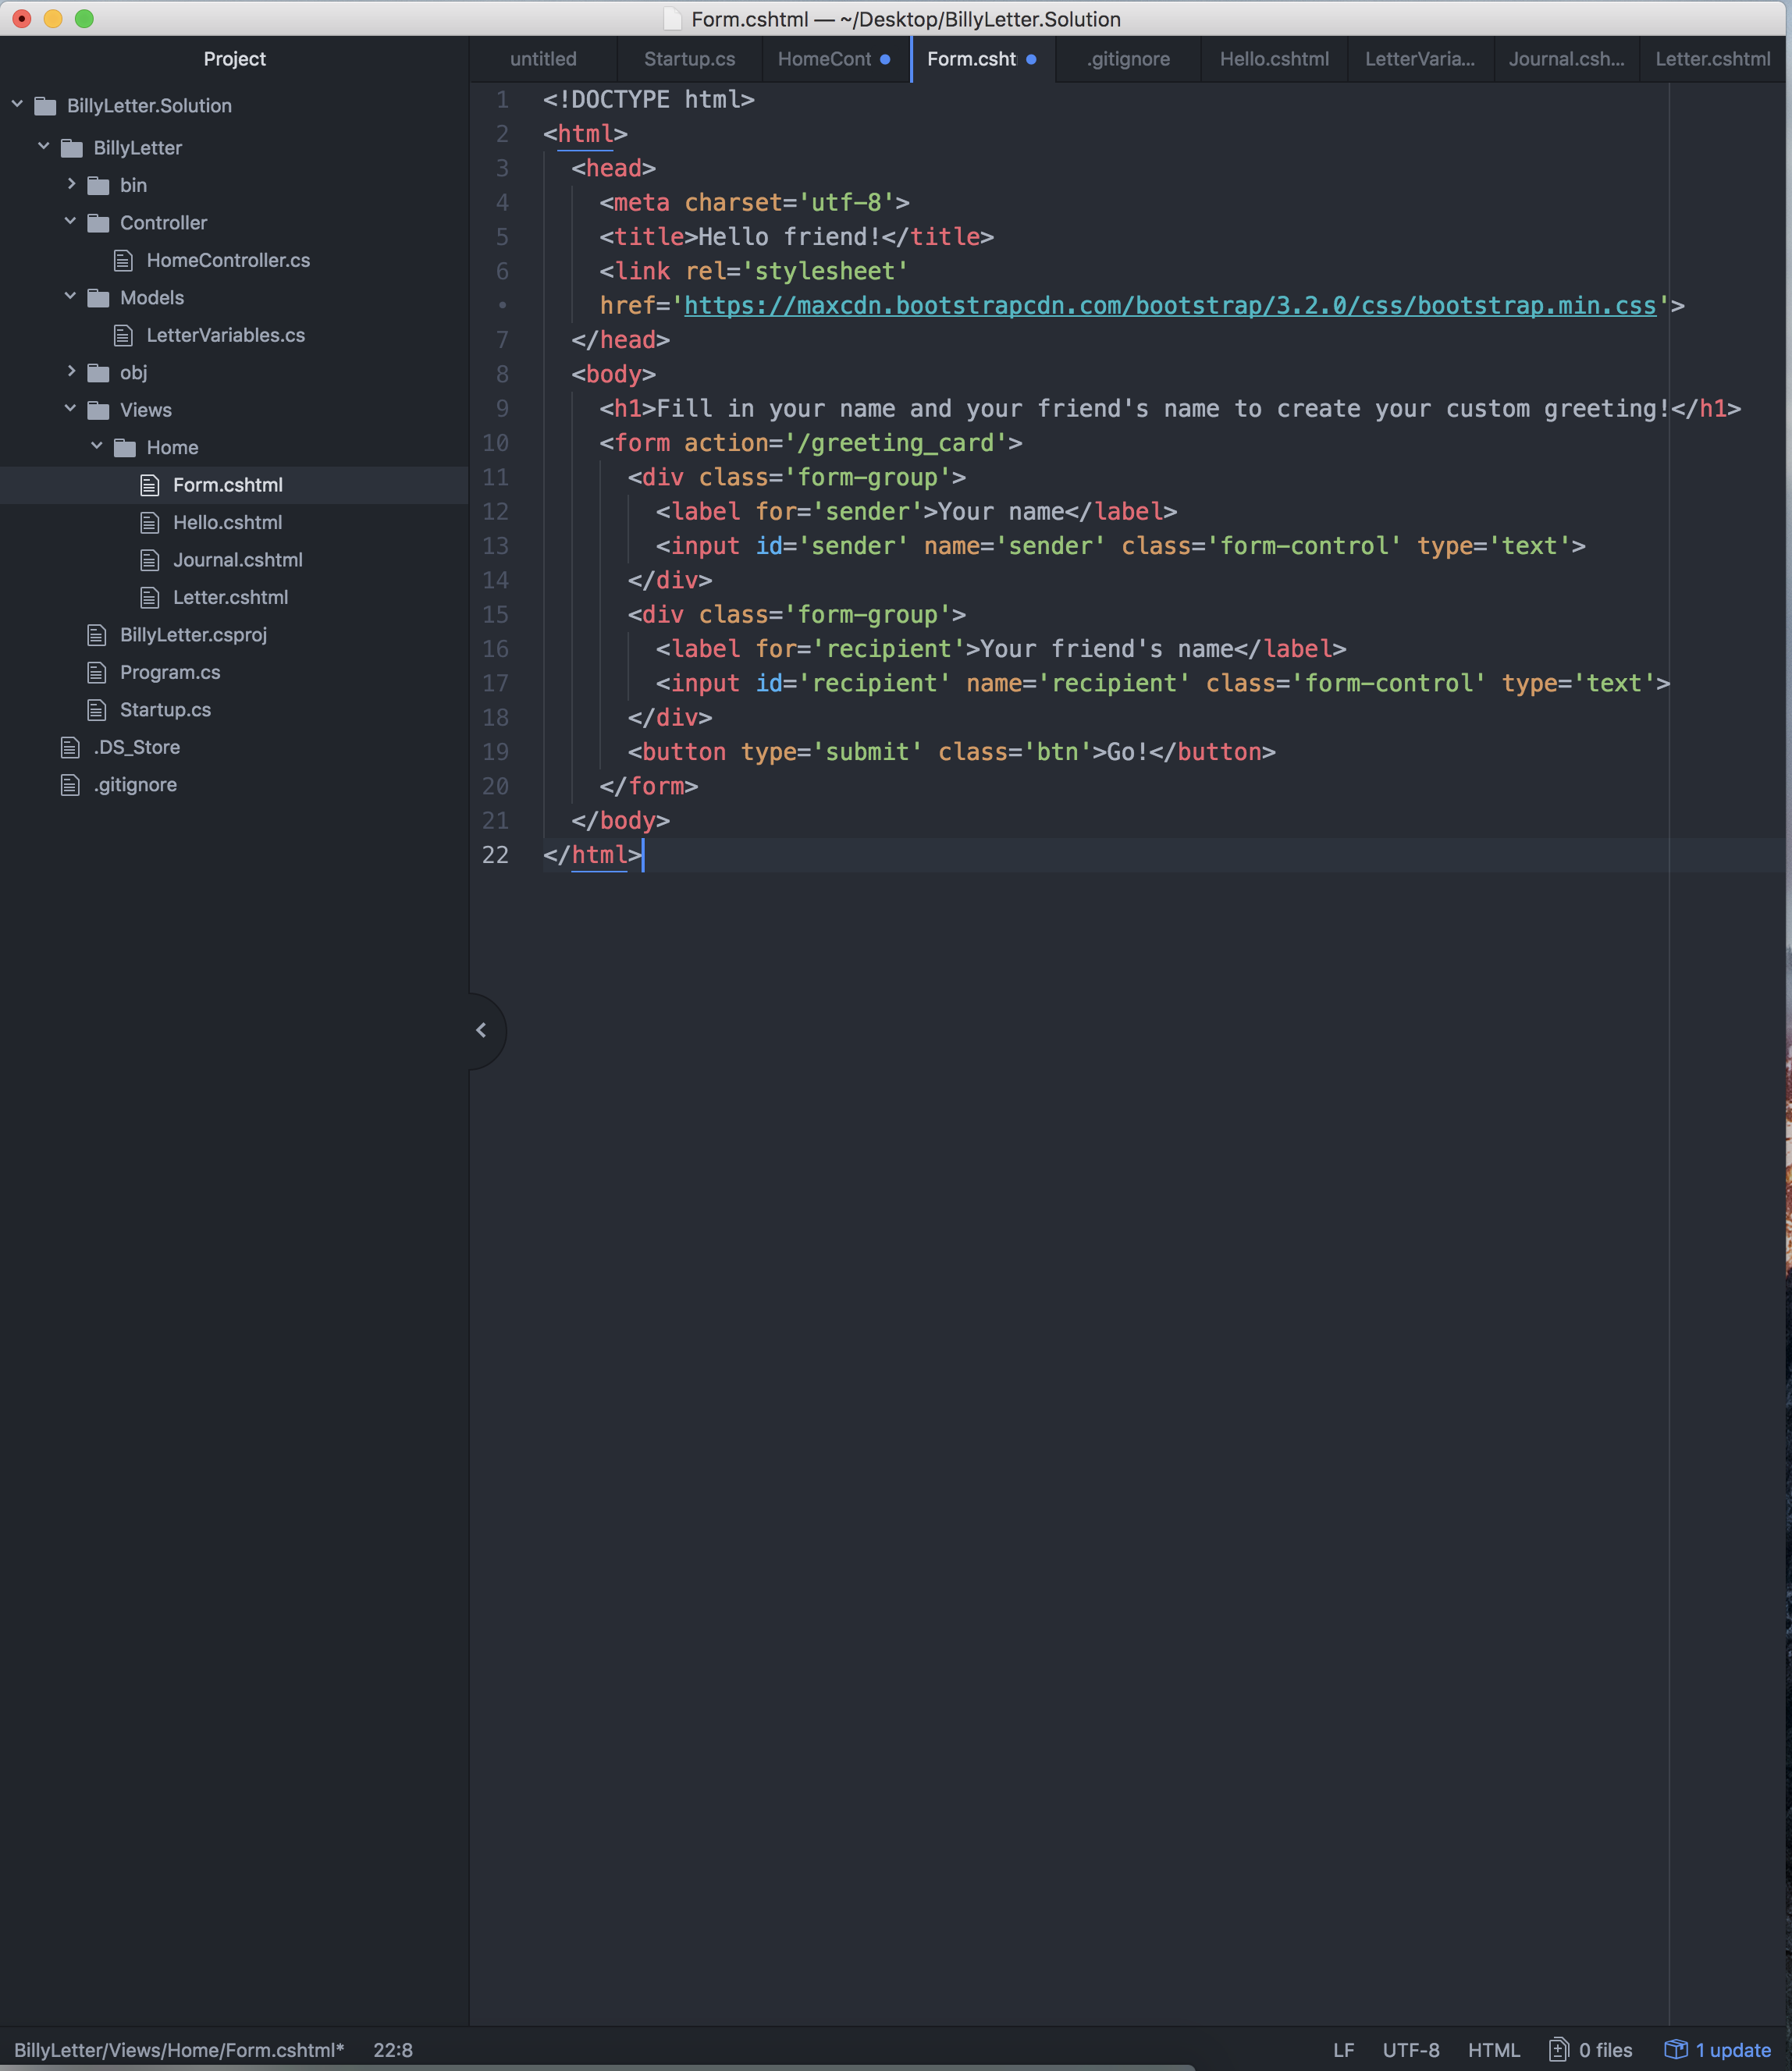 Form.cshtml — ~/Desktop/BillyLetter.Solution
Project
untitled
Startup.cs
HomeCont
Form.csht
.gitignore
Hello.cshtml
LetterVaria...
Journal.csh...
Letter.cshtml
BillyLetter.Solution
BillyLetter
bin
Controller
HomeController.cs
Models
LetterVariables.cs
obj
Views
Home
Form.cshtml
Hello.cshtml
Journal.cshtml
Letter.cshtml
BillyLetter.csproj
Program.cs
Startup.cs
.DS_Store
.gitignore
1 <!DOCTYPE html>
2 <html>
3 <head>
4 <meta charset='utf-8'>
5 <title>Hello friend!</title>
6 <link rel='stylesheet'
• href='https://maxcdn.bootstrapcdn.com/bootstrap/3.2.0/css/bootstrap.min.css'>
7 </head>
8 <body>
9 <h1>Fill in your name and your friend's name to create your custom greeting!</h1>
10 <form action='/greeting_card'>
11 <div class='form-group'>
12 <label for='sender'>Your name</label>
13 <input id='sender' name='sender' class='form-control' type='text'>
14 </div>
15 <div class='form-group'>
16 <label for='recipient'>Your friend's name</label>
17 <input id='recipient' name='recipient' class='form-control' type='text'>
18 </div>
19 <button type='submit' class='btn'>Go!</button>
20 </form>
21 </body>
22 </html>
BillyLetter/Views/Home/Form.cshtml* 22:8
LF UTF-8 HTML 0 files 1 update